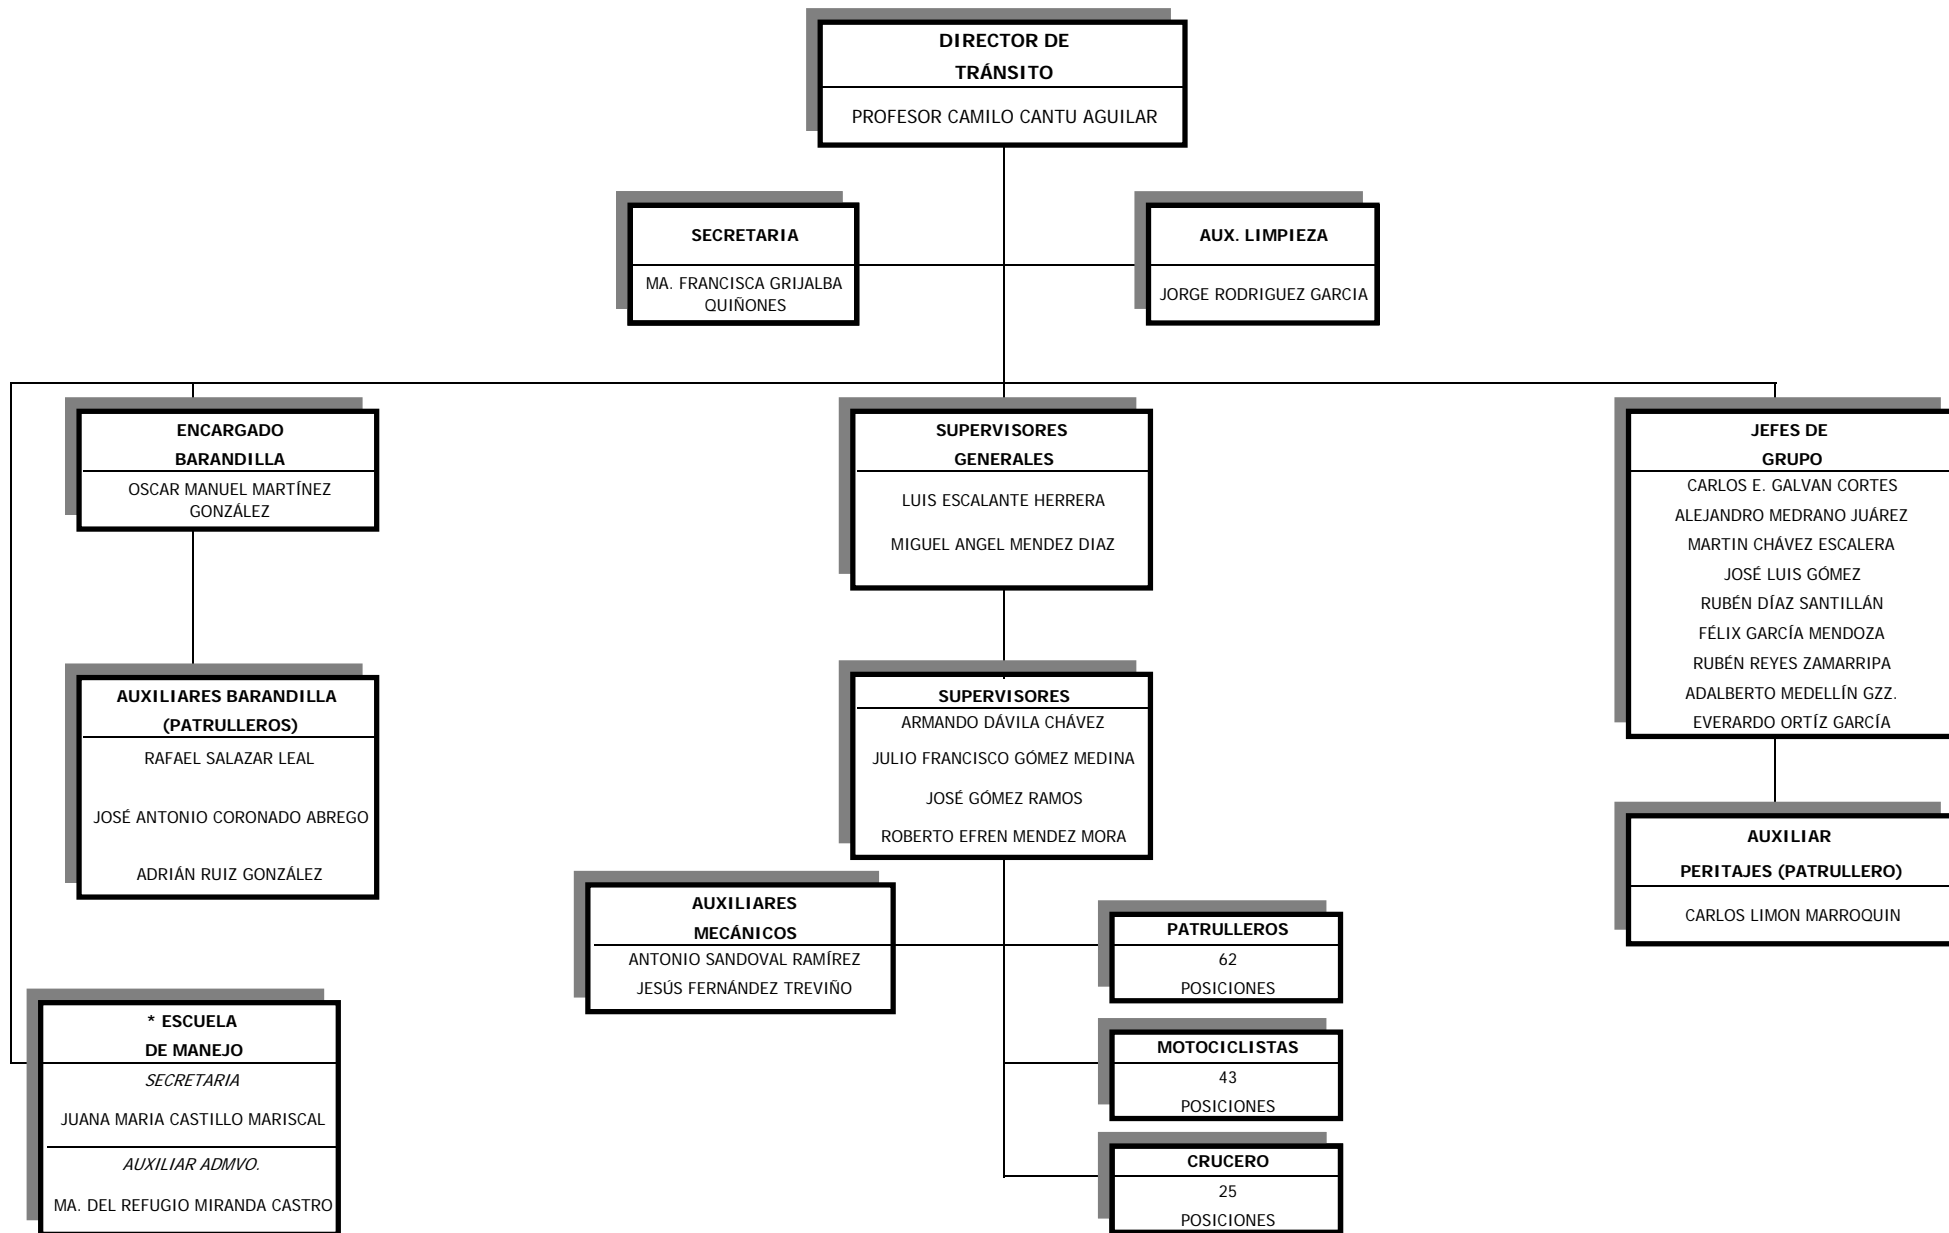 DIRECTOR DE
TRÁNSITO
PROFESOR CAMILO CANTU AGUILAR
SECRETARIA
MA. FRANCISCA GRIJALBA
QUIÑONES
AUX. LIMPIEZA
JORGE RODRIGUEZ GARCIA
ENCARGADO
BARANDILLA
OSCAR MANUEL MARTÍNEZ
GONZÁLEZ
SUPERVISORES
GENERALES
LUIS ESCALANTE HERRERA
MIGUEL ANGEL MENDEZ DIAZ
JEFES DE
GRUPO
CARLOS E. GALVAN CORTES
ALEJANDRO MEDRANO JUÁREZ
MARTIN CHÁVEZ ESCALERA
JOSÉ LUIS GÓMEZ
RUBÉN DÍAZ SANTILLÁN
FÉLIX GARCÍA MENDOZA
RUBÉN REYES ZAMARRIPA
ADALBERTO MEDELLÍN GZZ.
EVERARDO ORTÍZ GARCÍA
AUXILIARES BARANDILLA
(PATRULLEROS)
RAFAEL SALAZAR LEAL
JOSÉ ANTONIO CORONADO ABREGO
ADRIÁN RUIZ GONZÁLEZ
SUPERVISORES
ARMANDO DÁVILA CHÁVEZ
JULIO FRANCISCO GÓMEZ MEDINA
JOSÉ GÓMEZ RAMOS
ROBERTO EFREN MENDEZ MORA
AUXILIAR
PERITAJES (PATRULLERO)
CARLOS LIMON MARROQUIN
AUXILIARES
MECÁNICOS
ANTONIO SANDOVAL RAMÍREZ
JESÚS FERNÁNDEZ TREVIÑO
PATRULLEROS
62
POSICIONES
* ESCUELA
DE MANEJO
SECRETARIA
JUANA MARIA CASTILLO MARISCAL
AUXILIAR ADMVO.
MA. DEL REFUGIO MIRANDA CASTRO
MOTOCICLISTAS
43
POSICIONES
CRUCERO
25
POSICIONES